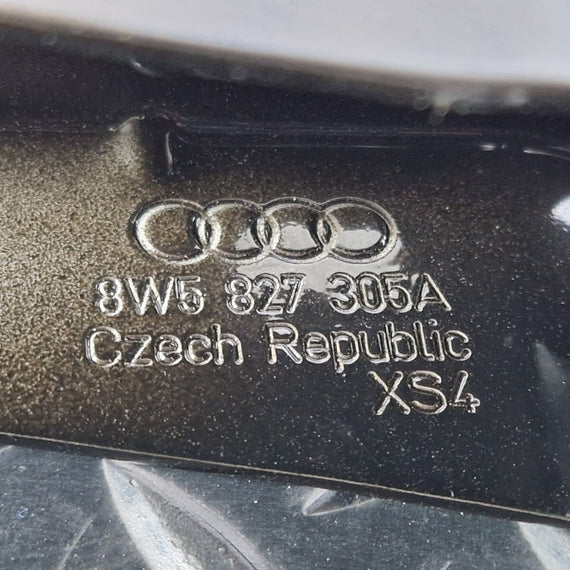 8W5 827 305A
Czech Republic
XS4